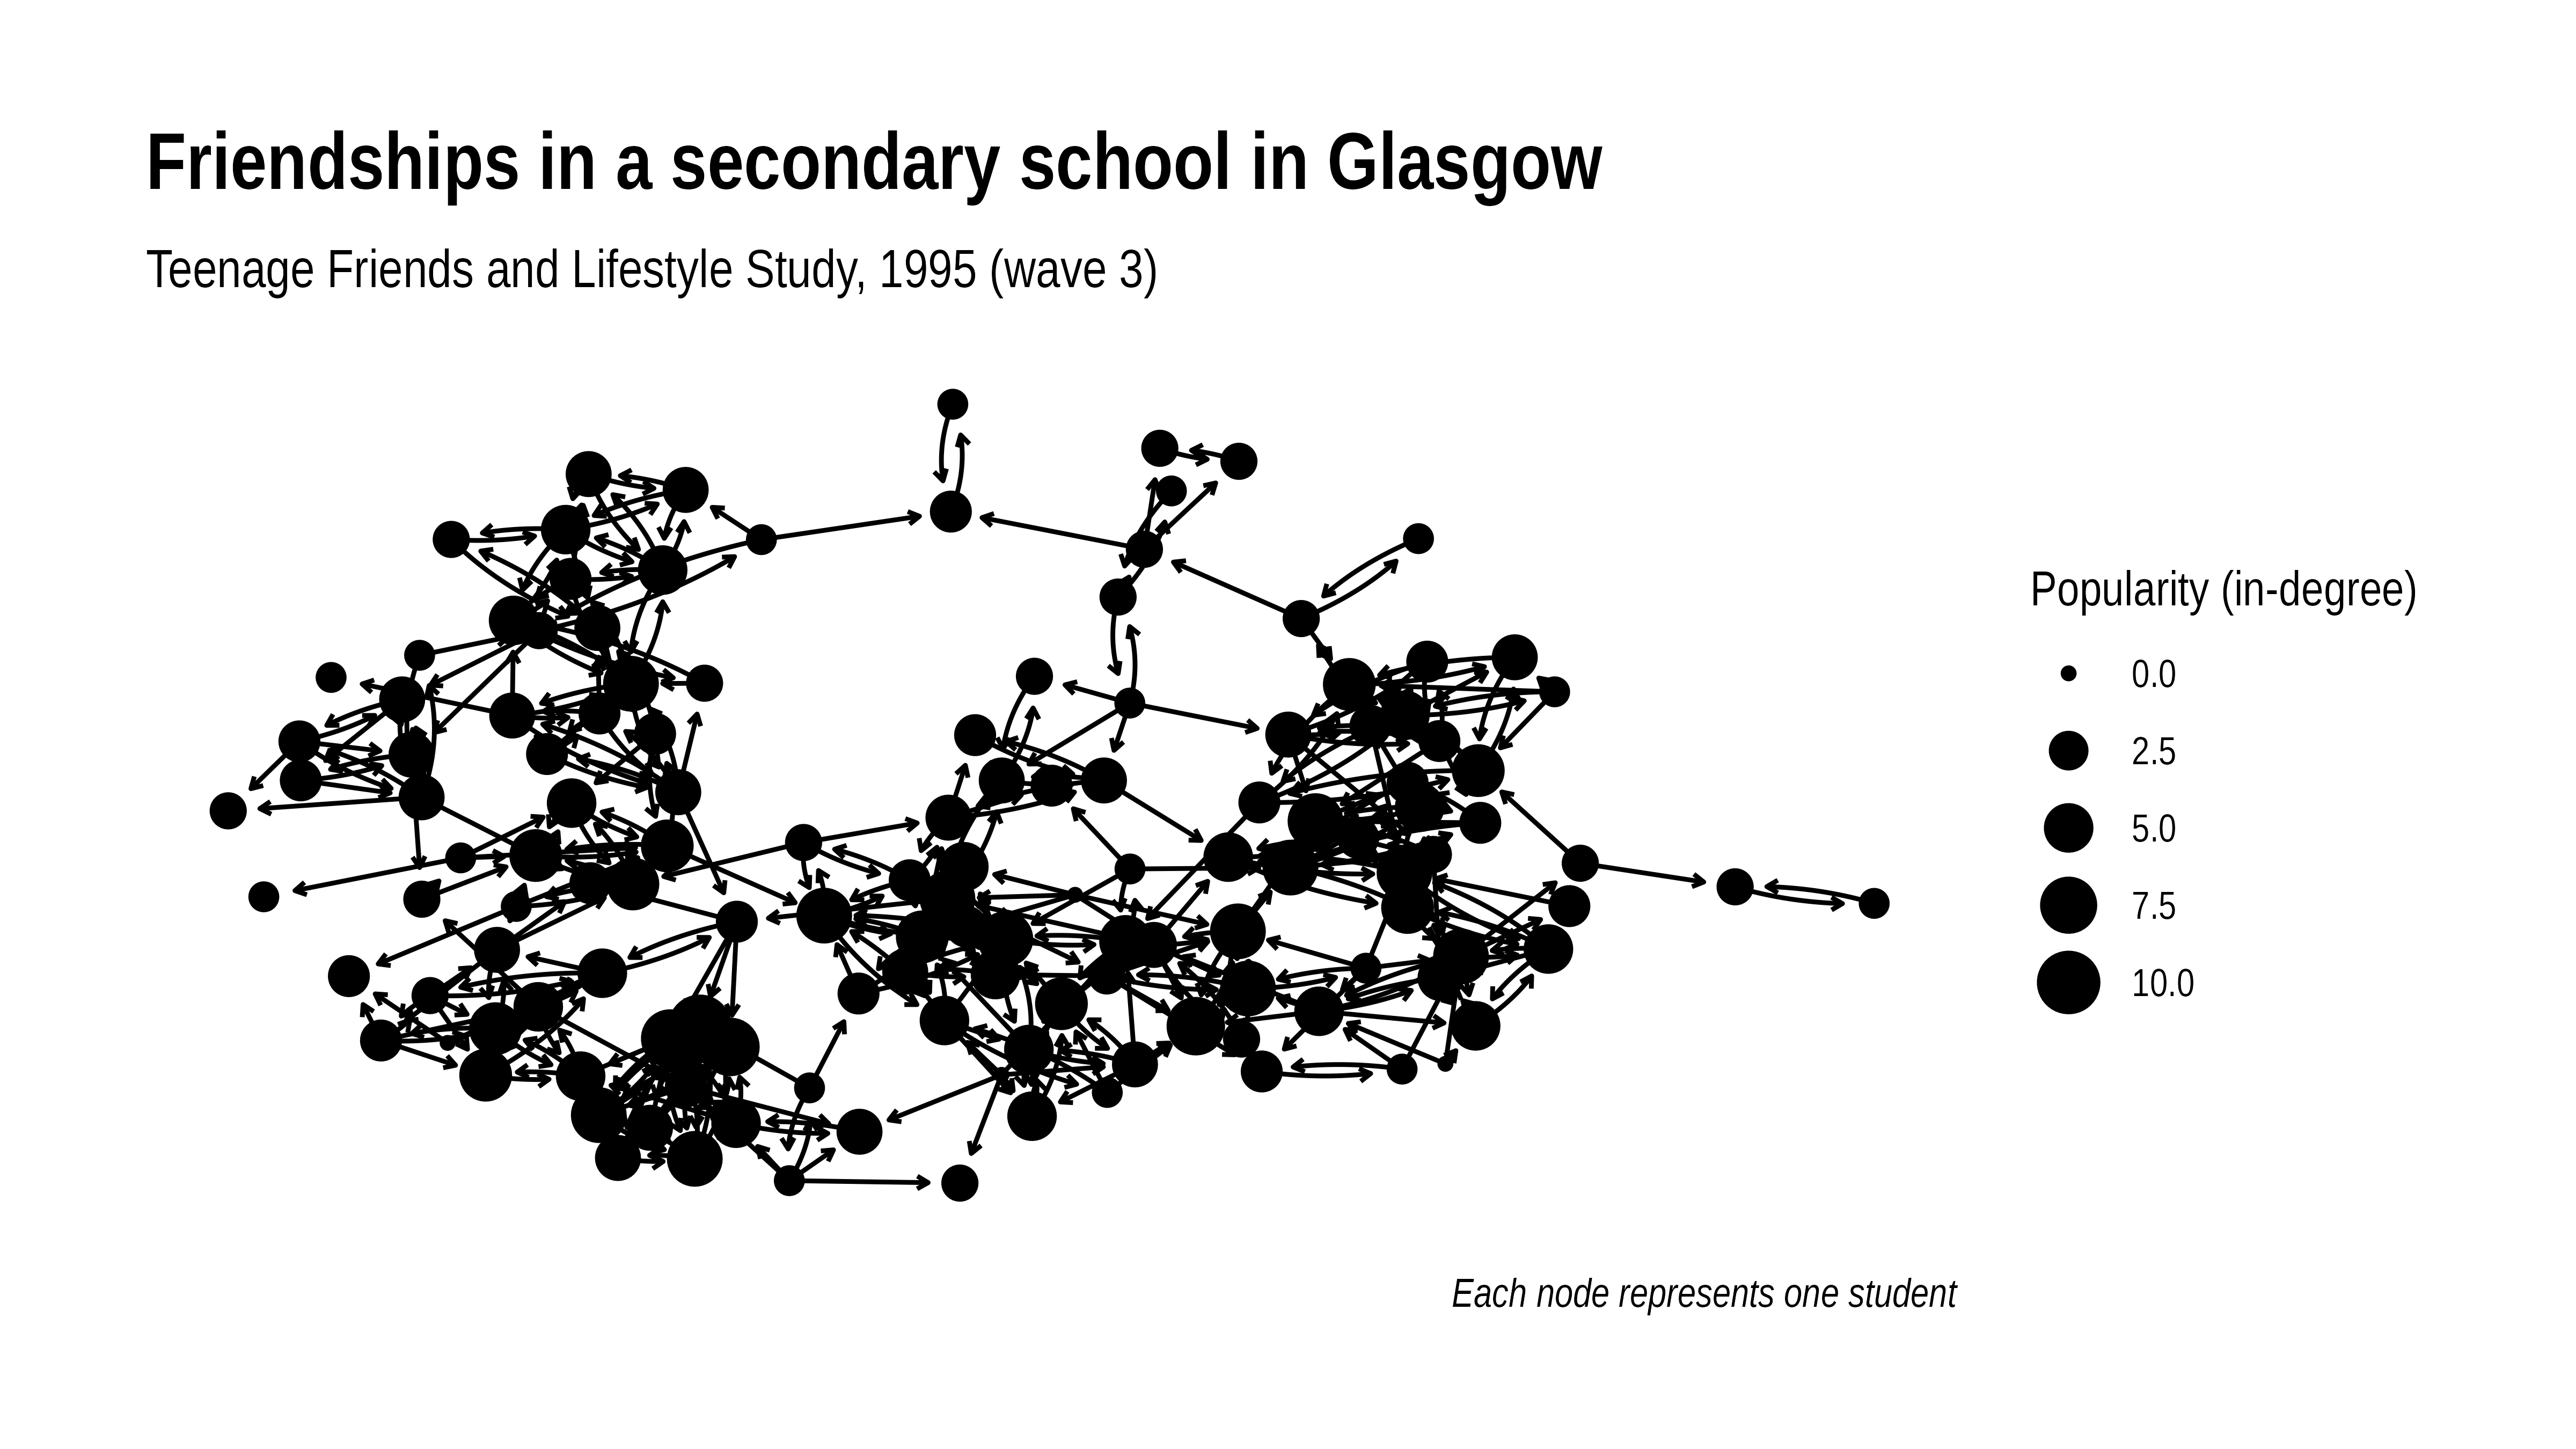 Friendships in a secondary school in Glasgow
Teenage Friends and Lifestyle Study, 1995 (wave 3)
Popularity (in-degree)
0.0
2.5
5.0
7.5
10.0
Each node represents one student